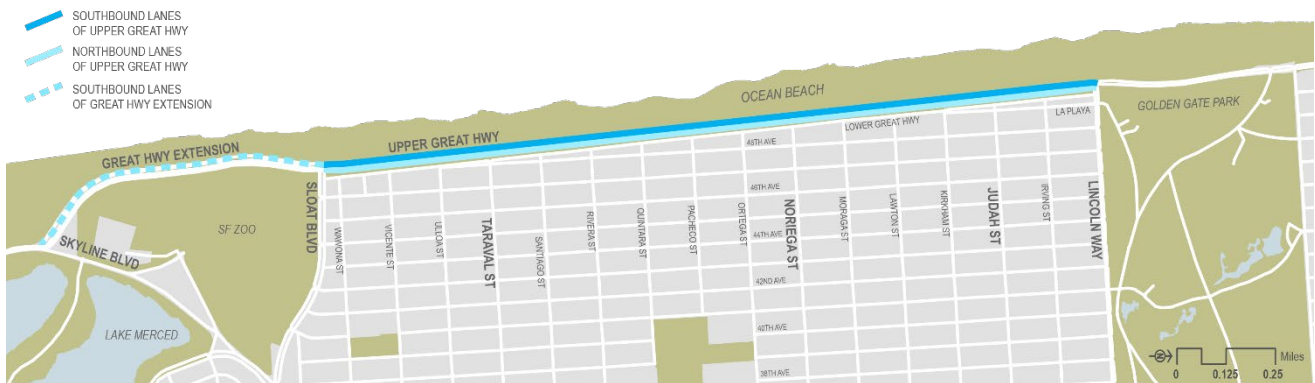 SOUTHBOUND LANES
OF UPPER GREAT HWY
NORTHBOUND LANES
OF UPPER GREAT HWY
SOUTHBOUND LANES
OF GREAT HWY EXTENSION
OCEAN BEACH
GOLDEN GATE PARK
LA PLAYA
LOWER GREAT HWY
UPPER GREAT HWY
GREAT HWY EXTENSION
48TH AVE
46TH AVE
44TH AVE
42ND AVE
40TH AVE
38TH AVE
SLOAT BLVD
WAWONA ST
VICENTE ST
ULLOA ST
TARAVAL ST
SANTIAGO ST
RIVERA ST
QUINTARA ST
PACHECO ST
ORTEGA ST
NORIEGA ST
MORAGA ST
LAWTON ST
KIRKHAM ST
JUDAH ST
IRVING ST
LINCOLN WAY
SF ZOO
SKYLINE BLVD
LAKE MERCED
N
Miles
0 0.125 0.25